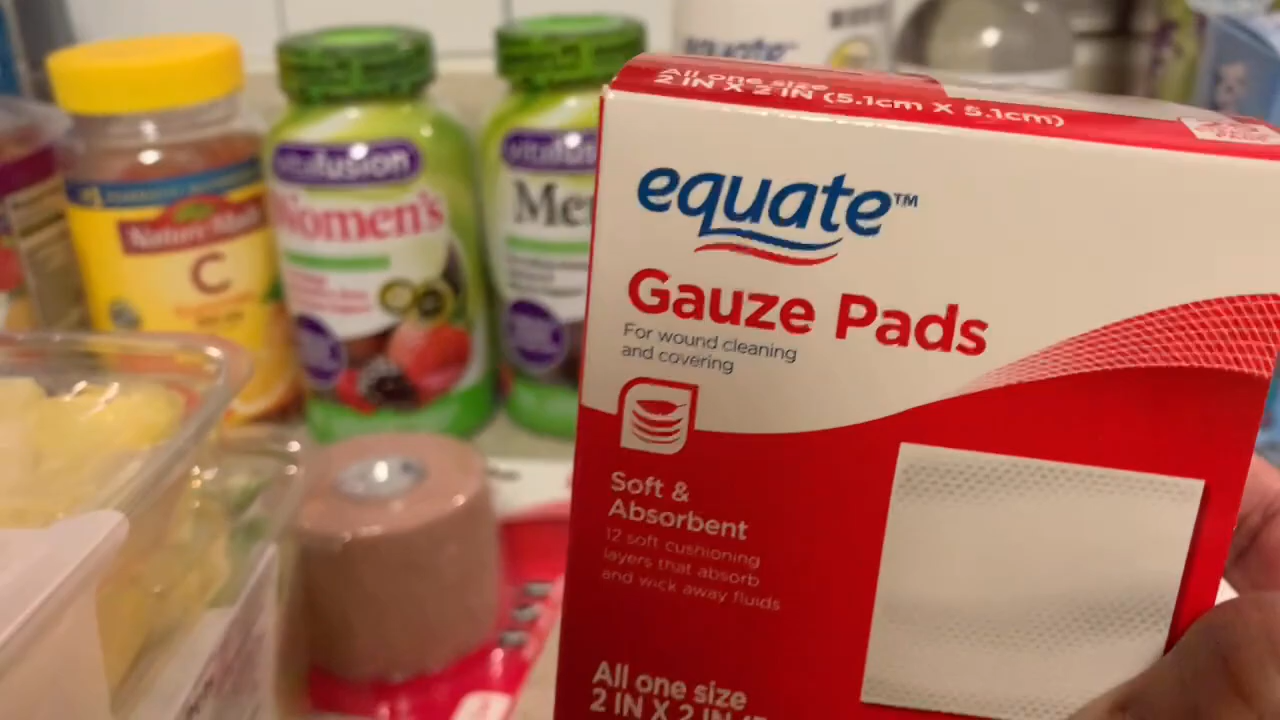 All one size
2 IN X 2 IN (5.1cm X 5.1cm)
equate™
Gauze Pads
For wound cleaning
and covering
Soft &
Absorbent
12 soft cushioning
layers that absorb
and wick away fluids
All one size
2 IN X 2 IN
equate
vitafusion
Women's
vitafus
Me
Nature Made
C